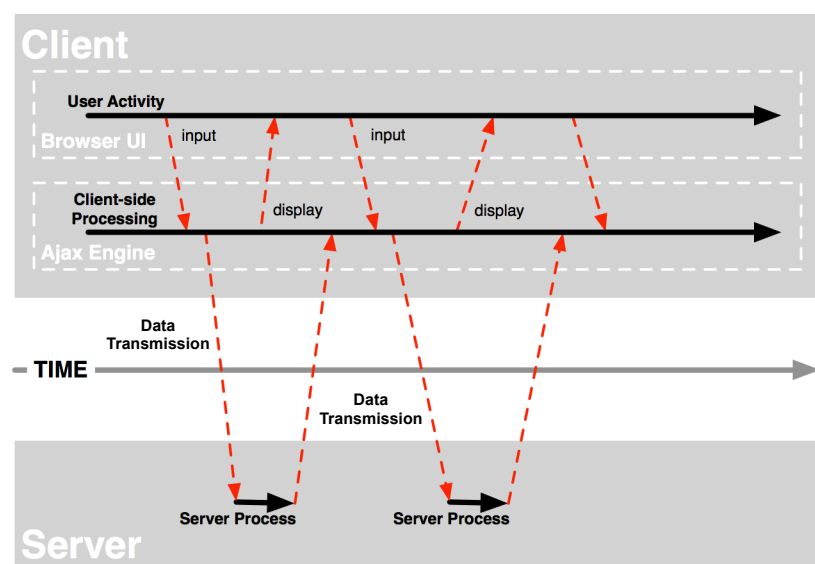 Client
User Activity
input
input
Browser UI
Client-side
Processing
display
display
Ajax Engine
Data
Transmission
TIME
Data
Transmission
Server Process
Server Process
Server